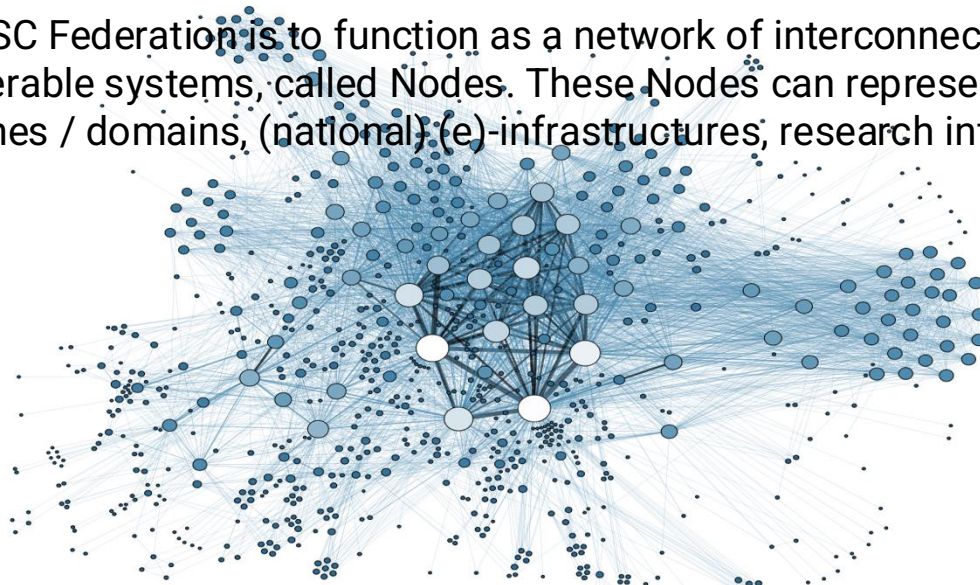 SC Federation is to function as a network of interconnec
erable systems, called Nodes. These Nodes can represe
nes / domains, (national) (e)-infrastructures, research in